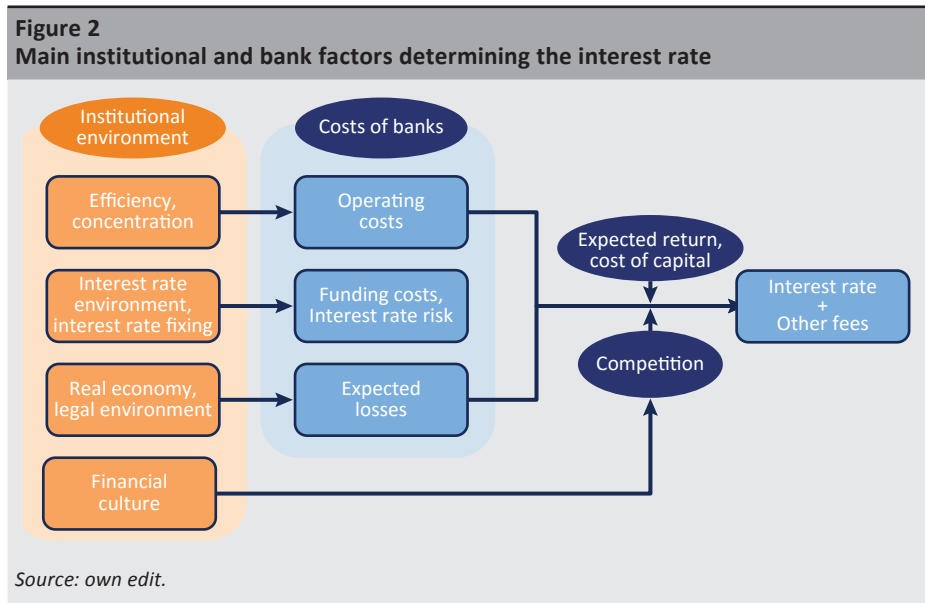 Figure 2
Main institutional and bank factors determining the interest rate
Institutional
environment
Costs of banks
Efficiency,
concentration
Operating
costs
Expected return,
cost of capital
Interest rate
environment,
interest rate fixing
Funding costs,
Interest rate risk
Interest rate
+
Other fees
Competition
Real economy,
legal environment
Expected
losses
Financial
culture
Source: own edit.